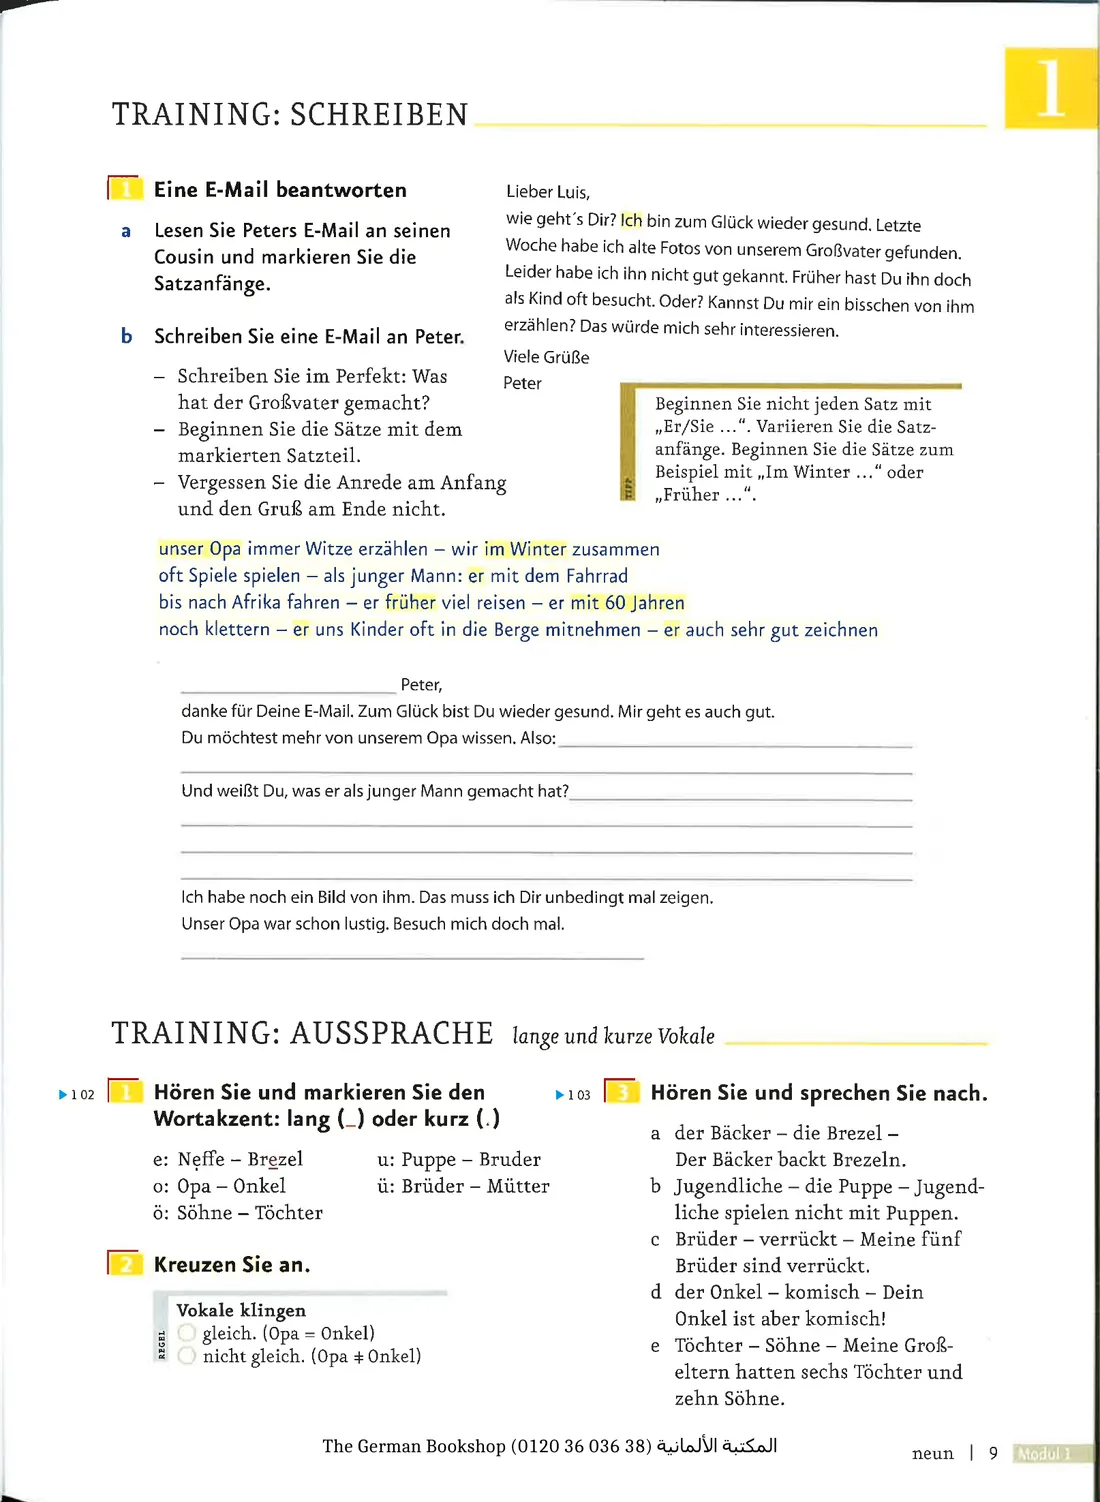 1
TRAINING: SCHREIBEN
1 Eine E-Mail beantworten
a Lesen Sie Peters E-Mail an seinen
Cousin und markieren Sie die
Satzanfänge.
b Schreiben Sie eine E-Mail an Peter.
– Schreiben Sie im Perfekt: Was
hat der Großvater gemacht?
– Beginnen Sie die Sätze mit dem
markierten Satzteil.
– Vergessen Sie die Anrede am Anfang
und den Gruß am Ende nicht.
Lieber Luis,
wie geht´s Dir? Ich bin zum Glück wieder gesund. Letzte
Woche habe ich alte Fotos von unserem Großvater gefunden.
Leider habe ich ihn nicht gut gekannt. Früher hast Du ihn doch
als Kind oft besucht. Oder? Kannst Du mir ein bisschen von ihm
erzählen? Das würde mich sehr interessieren.
Viele Grüße
Peter
TIPP
Beginnen Sie nicht jeden Satz mit
„Er/Sie ...“. Variieren Sie die Satz-
anfänge. Beginnen Sie die Sätze zum
Beispiel mit „Im Winter ...“ oder
„Früher ...“.
unser Opa immer Witze erzählen – wir im Winter zusammen
oft Spiele spielen – als junger Mann: er mit dem Fahrrad
bis nach Afrika fahren – er früher viel reisen – er mit 60 Jahren
noch klettern – er uns Kinder oft in die Berge mitnehmen – er auch sehr gut zeichnen
Peter,
danke für Deine E-Mail. Zum Glück bist Du wieder gesund. Mir geht es auch gut.
Du möchtest mehr von unserem Opa wissen. Also:
Und weißt Du, was er als junger Mann gemacht hat?
Ich habe noch ein Bild von ihm. Das muss ich Dir unbedingt mal zeigen.
Unser Opa war schon lustig. Besuch mich doch mal.
TRAINING: AUSSPRACHE lange und kurze Vokale
▶ 1 02 1 Hören Sie und markieren Sie den
Wortakzent: lang (_) oder kurz (.)
e: Neffe – Brezel
o: Opa – Onkel
ö: Söhne – Töchter
u: Puppe – Bruder
ü: Brüder – Mütter
2 Kreuzen Sie an.
REGEL
Vokale klingen
gleich. (Opa = Onkel)
nicht gleich. (Opa ≠ Onkel)
▶ 1 03 3 Hören Sie und sprechen Sie nach.
a der Bäcker – die Brezel –
Der Bäcker backt Brezeln.
b Jugendliche – die Puppe – Jugend-
liche spielen nicht mit Puppen.
c Brüder – verrückt – Meine fünf
Brüder sind verrückt.
d der Onkel – komisch – Dein
Onkel ist aber komisch!
e Töchter – Söhne – Meine Groß-
eltern hatten sechs Töchter und
zehn Söhne.
The German Bookshop (0120 36 036 38) المكتبة الألمانية
neun | 9 Modul 1